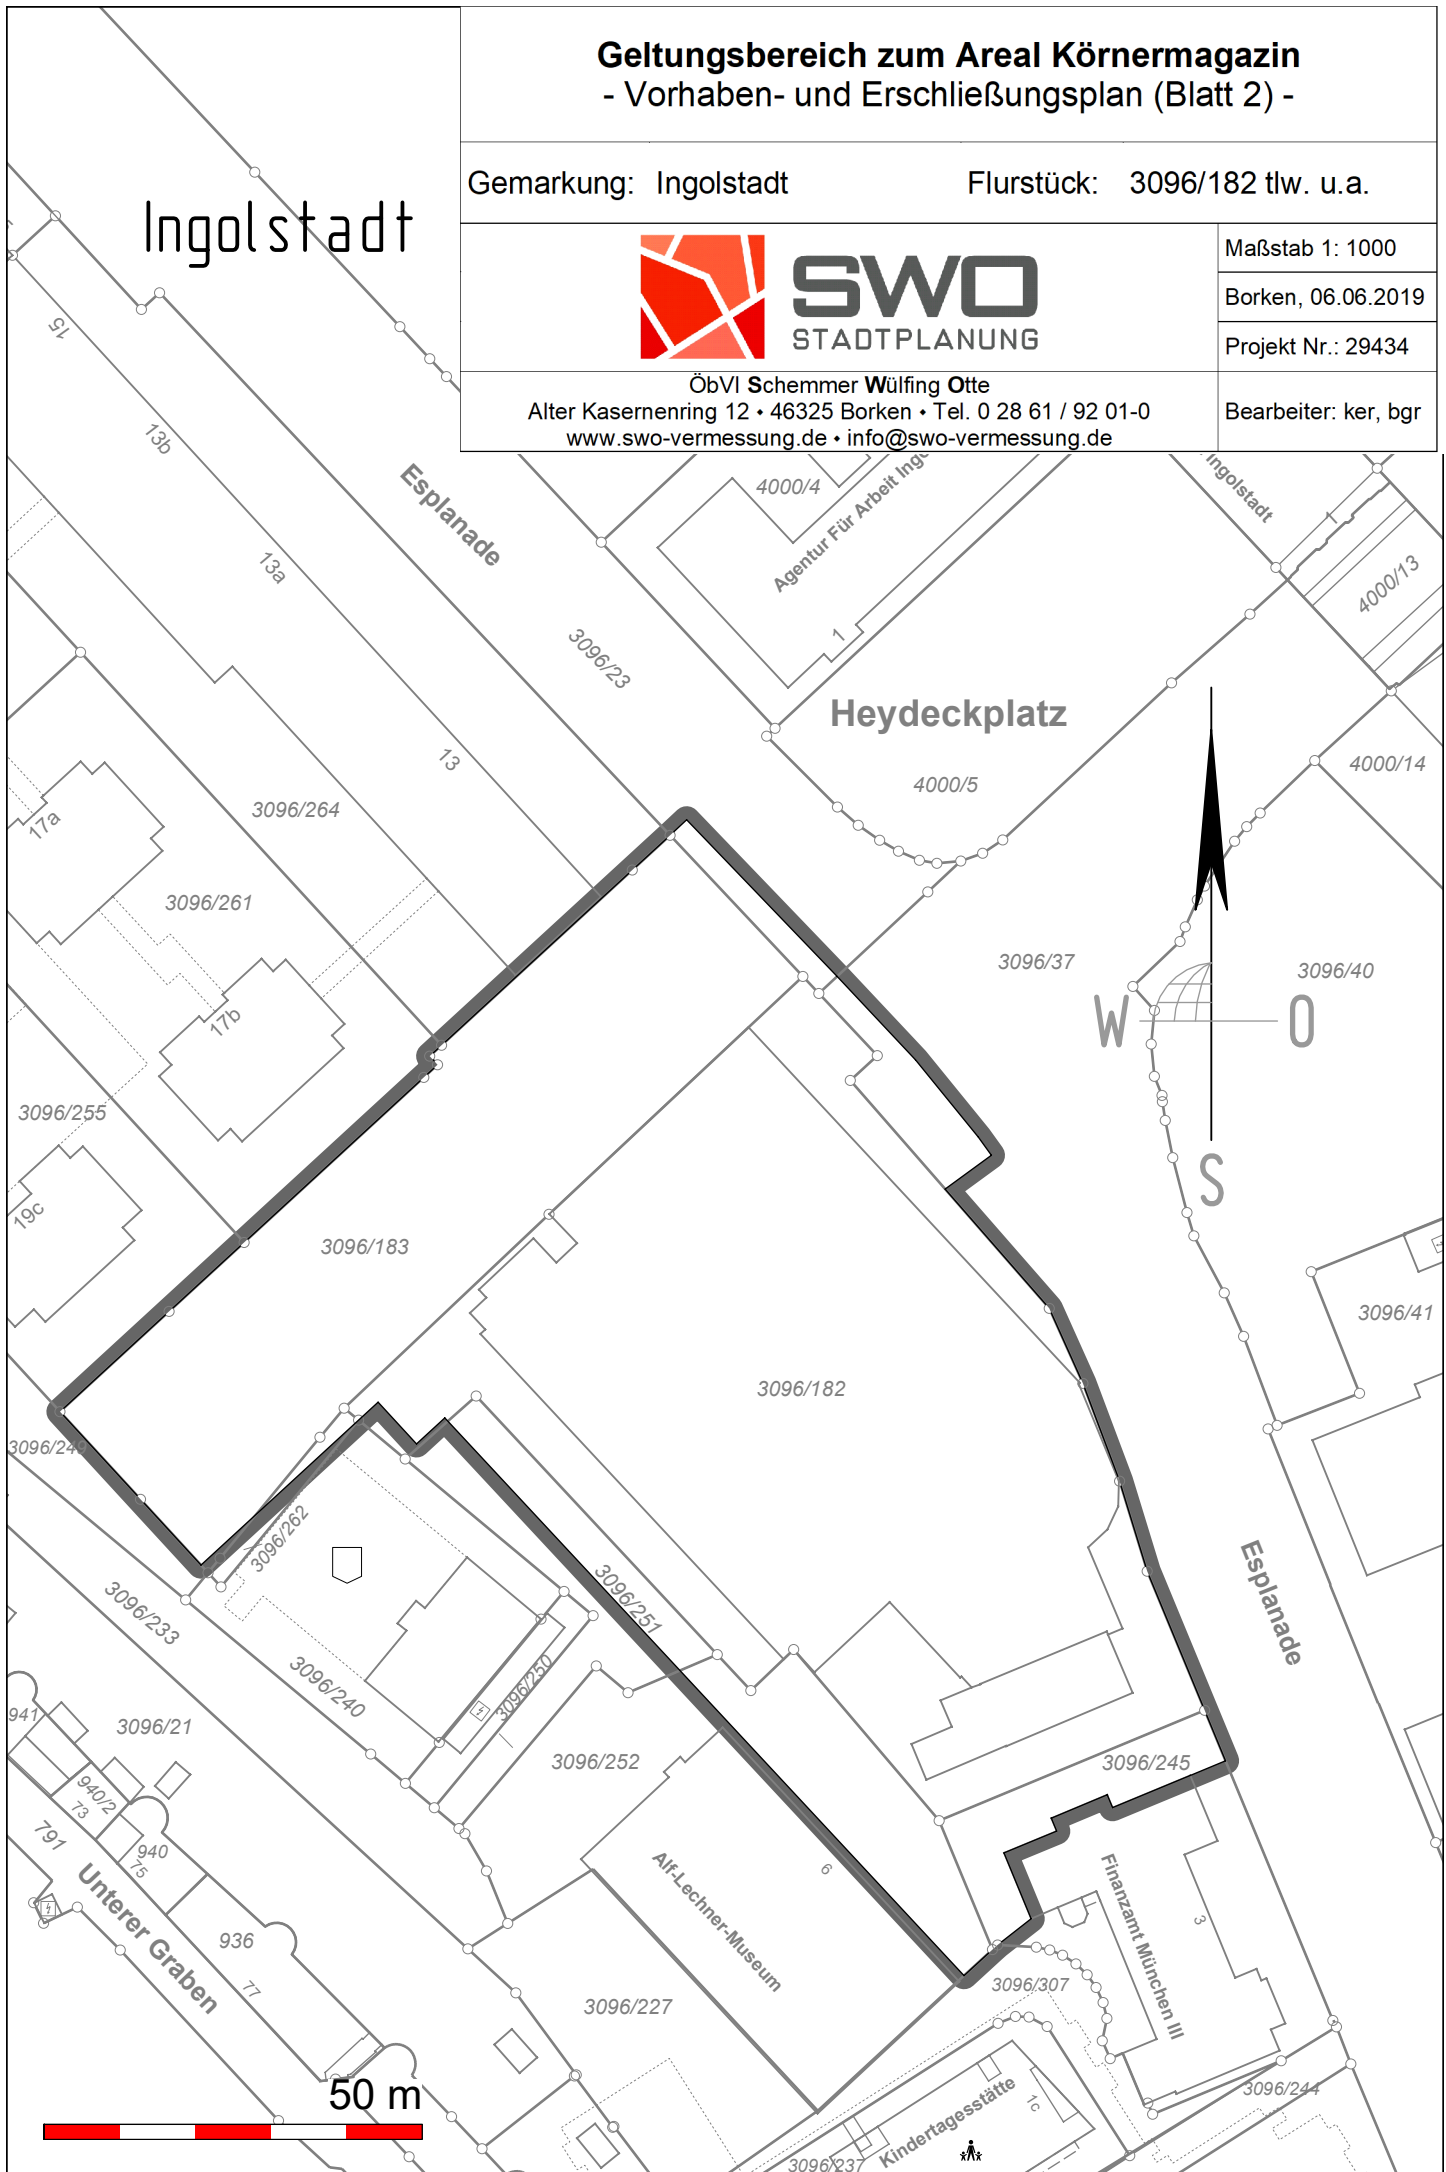 Geltungsbereich zum Areal Körnermagazin
- Vorhaben- und Erschließungsplan (Blatt 2) -
Gemarkung: Ingolstadt
Flurstück: 3096/182 tlw. u.a.
SWO
STADTPLANUNG
Maßstab 1: 1000
Borken, 06.06.2019
Projekt Nr.: 29434
ÖbVI Schemmer Wülfing Otte
Alter Kasernenring 12 • 46325 Borken • Tel. 0 28 61 / 92 01-0
www.swo-vermessung.de • info@swo-vermessung.de
Bearbeiter: ker, bgr
Ingolstadt
15
13b
13a
13
Esplanade
3096/23
4000/4
Agentur Für Arbeit
1
Ingolstadt
1
4000/13
Heydeckplatz
4000/5
4000/14
17a
3096/264
3096/261
17b
3096/255
19c
3096/37
3096/40
W
O
S
3096/183
3096/41
3096/182
3096/249
3096/262
3096/233
3096/251
Esplanade
3096/240
3096/250
941
3096/21
940/2
73
3096/252
3096/245
791
940
75
Unterer Graben
Alf-Lechner-Museum
6
Finanzamt München III
3
936
77
3096/227
3096/307
Kindertagesstätte
1c
3096/244
3096/237
50 m